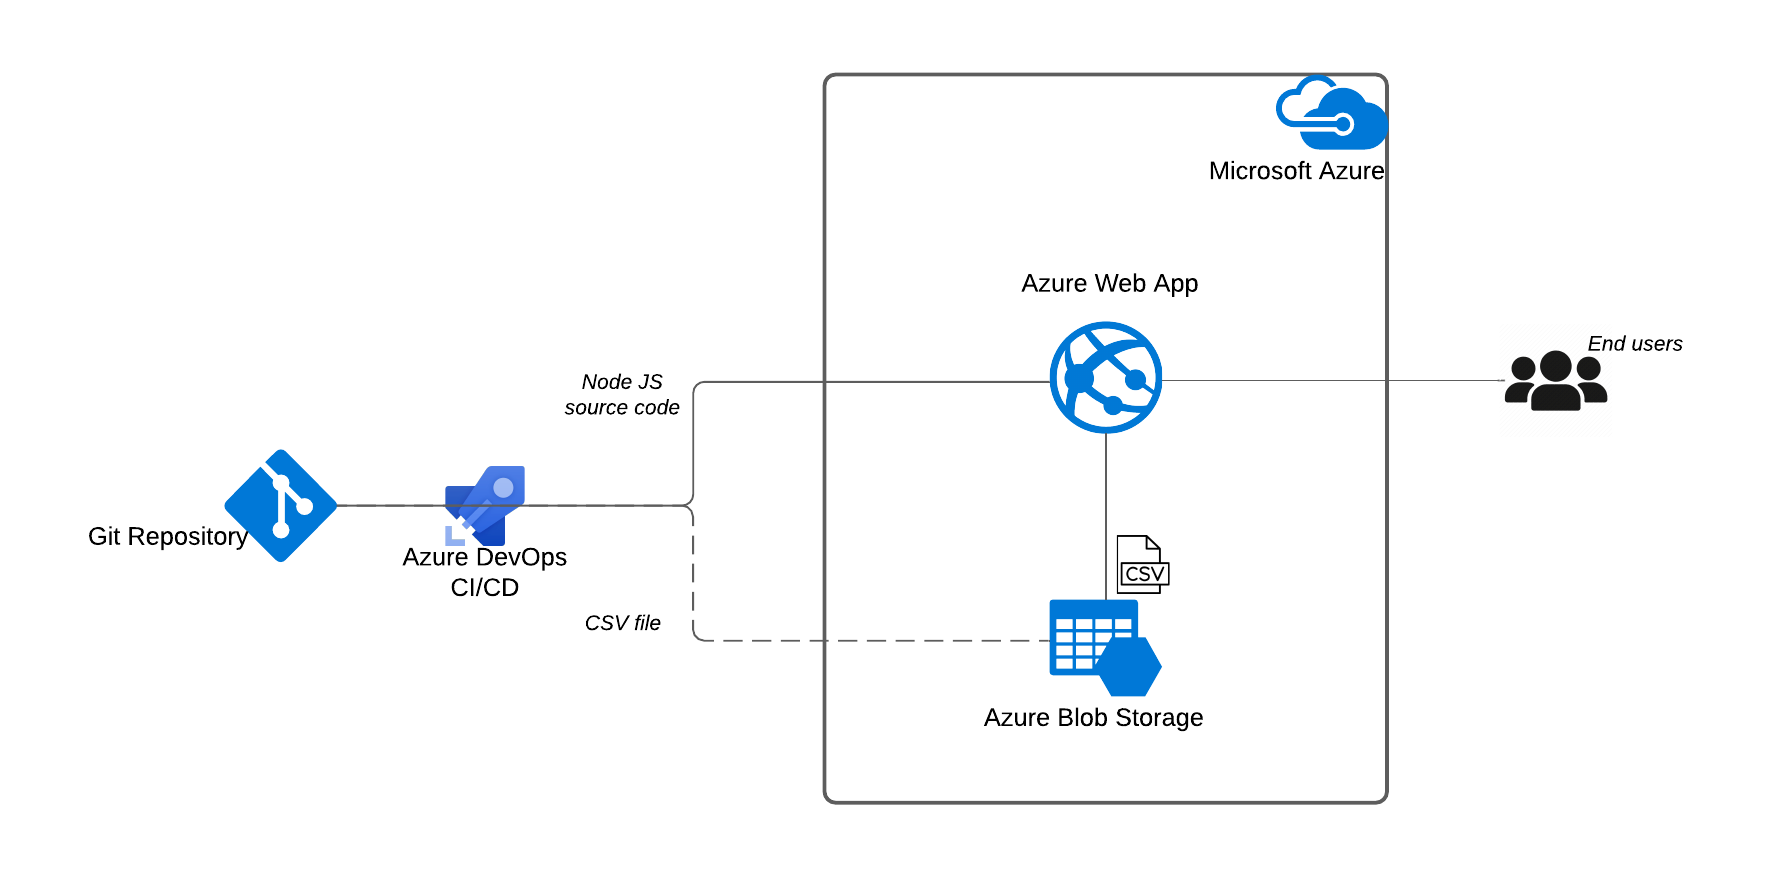 Microsoft Azure
Azure Web App
End users
Node JS
source code
Git Repository
Azure DevOps
CI/CD
CSV
CSV file
Azure Blob Storage